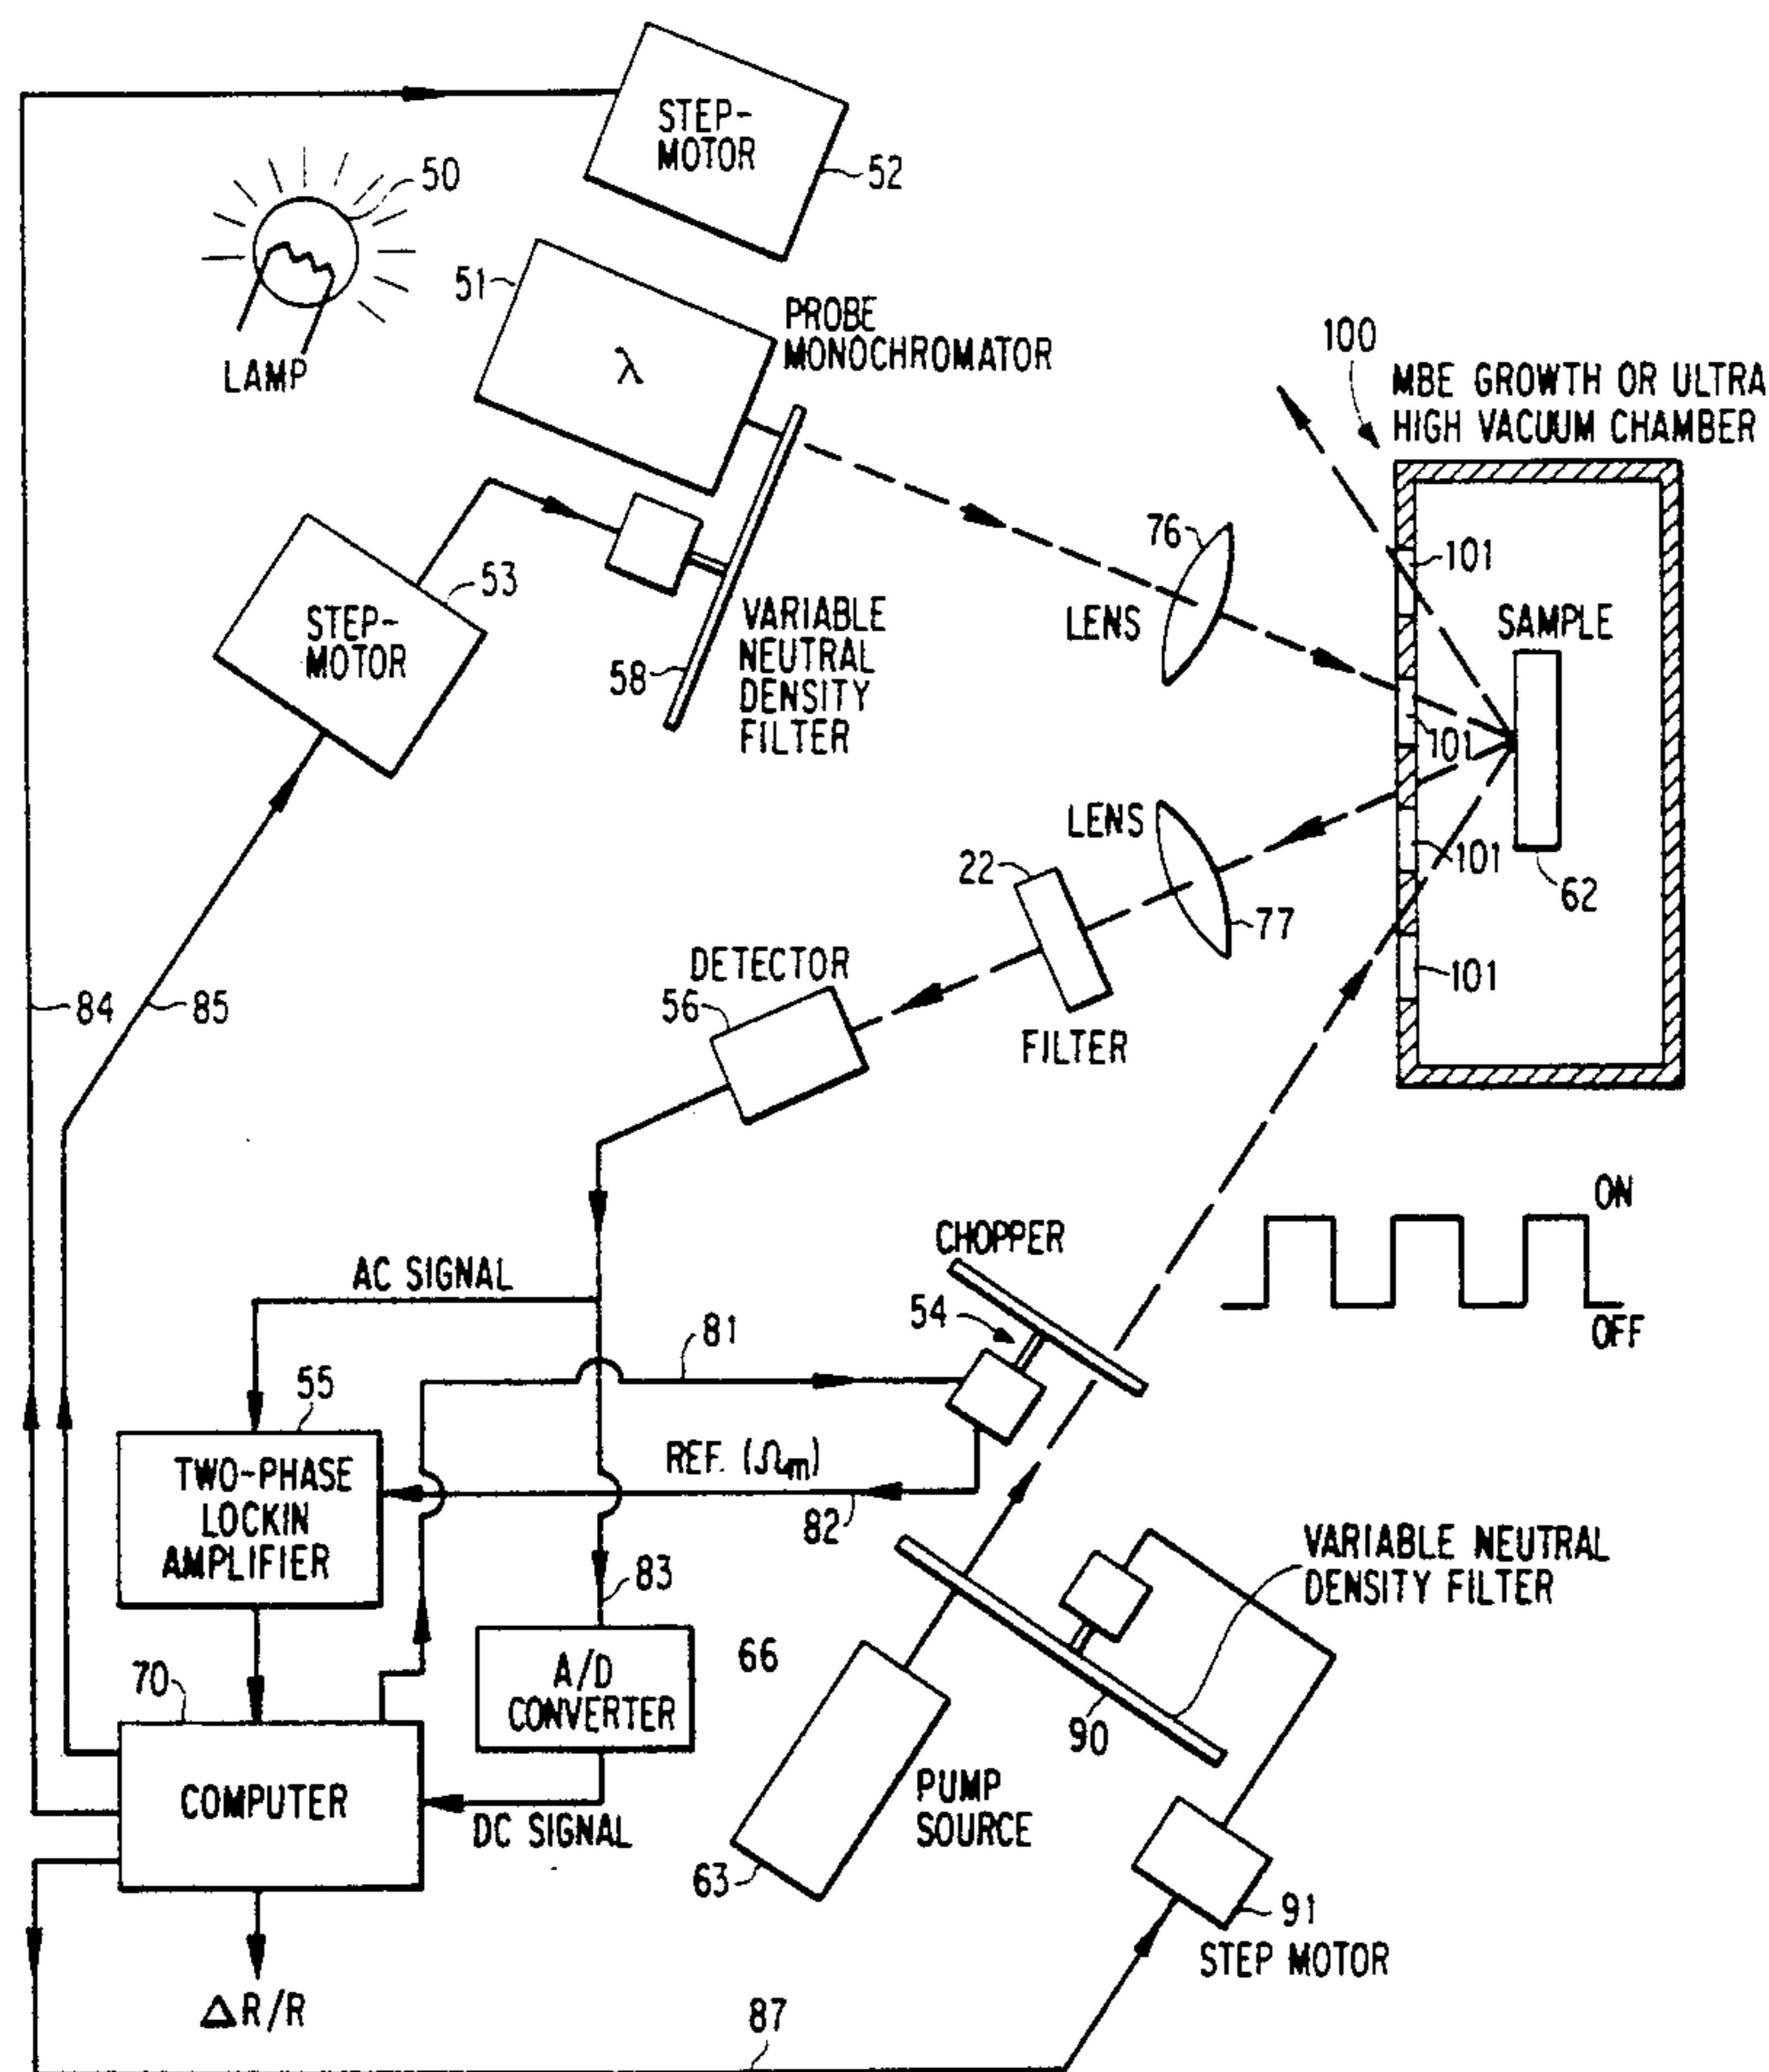 STEP-
MOTOR
52
50
LAMP
51
λ
PROBE
MONOCHROMATOR
100
MBE GROWTH OR ULTRA
HIGH VACUUM CHAMBER
76
LENS
101
SAMPLE
53
STEP-
MOTOR
58
VARIABLE
NEUTRAL
DENSITY
FILTER
101
LENS
77
101
62
22
FILTER
101
DETECTOR
56
84
85
ON
OFF
CHOPPER
54
AC SIGNAL
81
55
TWO-PHASE
LOCKIN
AMPLIFIER
REF. (Ωm)
82
83
VARIABLE NEUTRAL
DENSITY FILTER
70
A/D
CONVERTER
66
90
COMPUTER
DC SIGNAL
PUMP
SOURCE
63
91
STEP MOTOR
ΔR/R
87